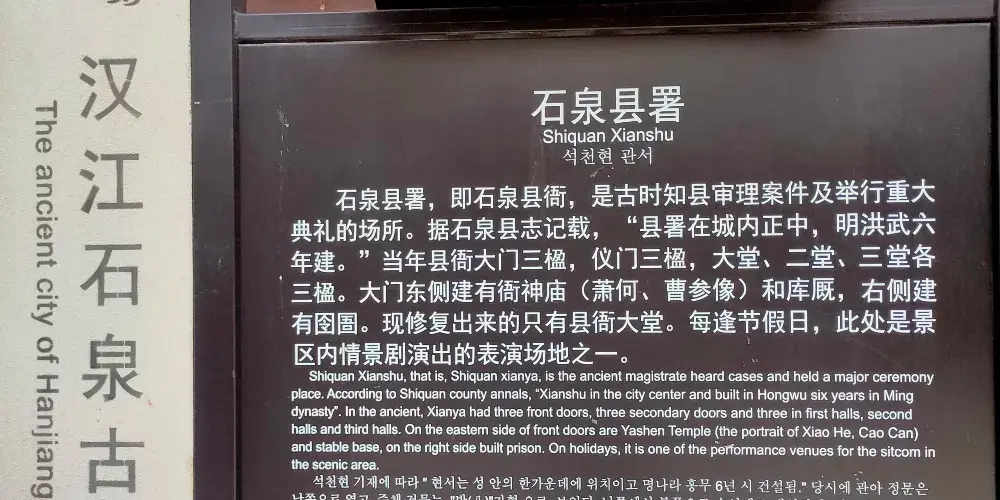 汉江石泉古
The ancient city of Hanjiang
石泉县署
Shiquan Xianshu
석천현 관서
石泉县署，即石泉县衙，是古时知县审理案件及举行重大
典礼的场所。据石泉县志记载，“县署在城内正中，明洪武六
年建。”当年县衙大门三楹，仪门三楹，大堂、二堂、三堂各
三楹。大门东侧建有衙神庙（萧何、曹参像）和库厩，右侧建
有囹圄。现修复出来的只有县衙大堂。每逢节假日，此处是景
区内情景剧演出的表演场地之一。
Shiquan Xianshu, that is, Shiquan xianya, is the ancient magistrate heard cases and held a major ceremony
place. According to Shiquan county annals, “Xianshu in the city center and built in Hongwu six years in Ming
dynasty”. In the ancient, Xianya had three front doors, three secondary doors and three in first halls, second
halls and third halls. On the eastern side of front doors are Yashen Temple (the portrait of Xiao He, Cao Can)
and stable base, on the right side built prison. On holidays, it is one of the performance venues for the sitcom in
the scenic area.
석천현 기재에 따라 " 현서는 성 안의 한가운데에 위치이고 명나라 홍무 6년 시 건설됨." 당시에 관아 정문은